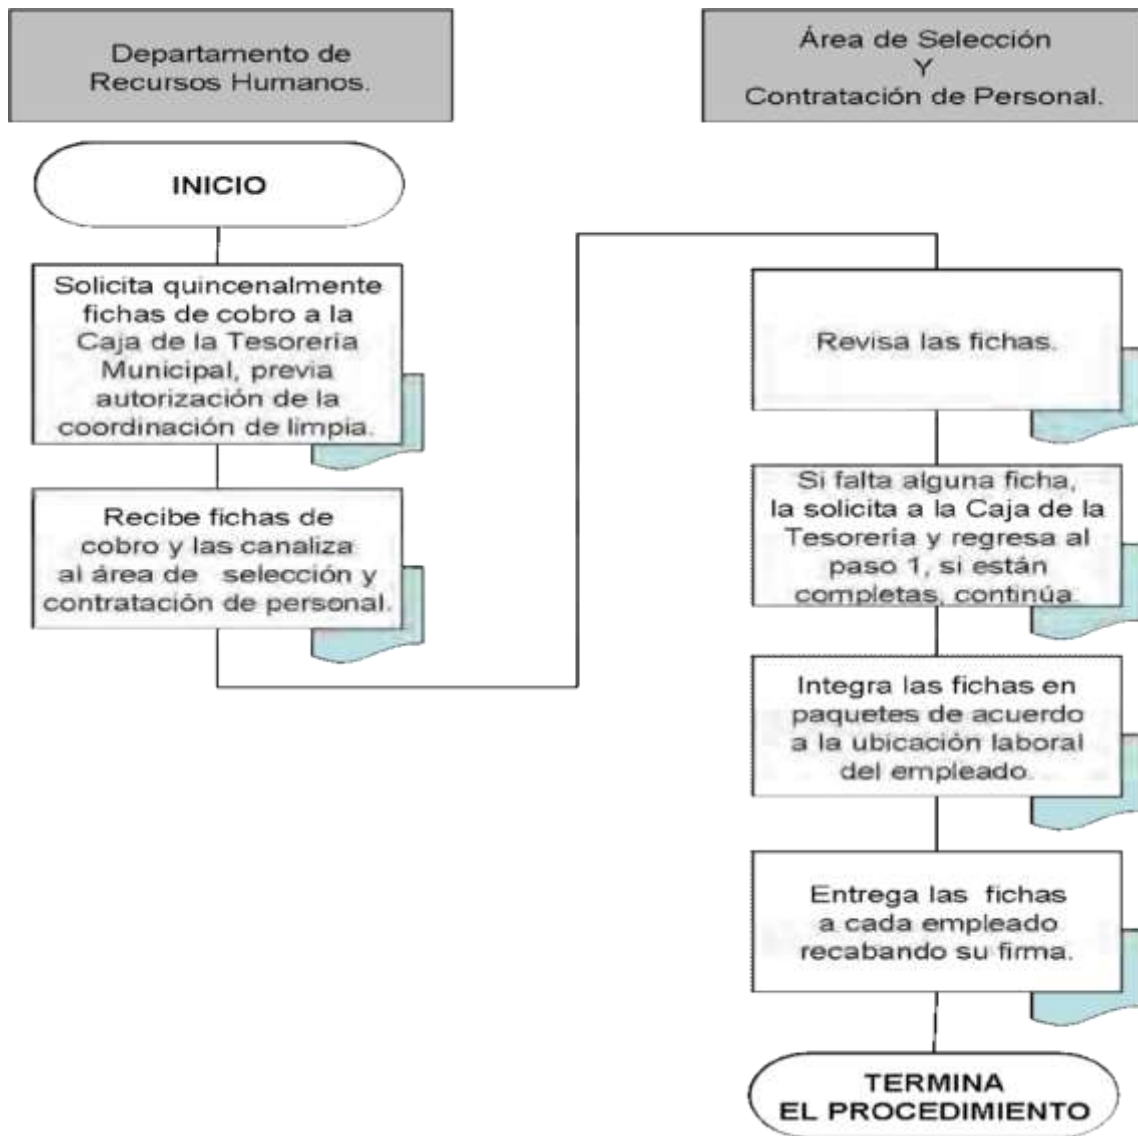 Departamento de
Recursos Humanos.
INICIO
Solicita quincenalmente
fichas de cobro a la
Caja de la Tesorería
Municipal, previa
autorización de la
coordinación de limpia.
Recibe fichas de
cobro y las canaliza
al área de selección y
contratación de personal.
Área de Selección
Y
Contratación de Personal.
Revisa las fichas.
Si falta alguna ficha,
la solicita a la Caja de la
Tesorería y regresa al
paso 1, si están
completas, continúa.
Integra las fichas en
paquetes de acuerdo
a la ubicación laboral
del empleado.
Entrega las fichas
a cada empleado
recabando su firma.
TERMINA
EL PROCEDIMIENTO